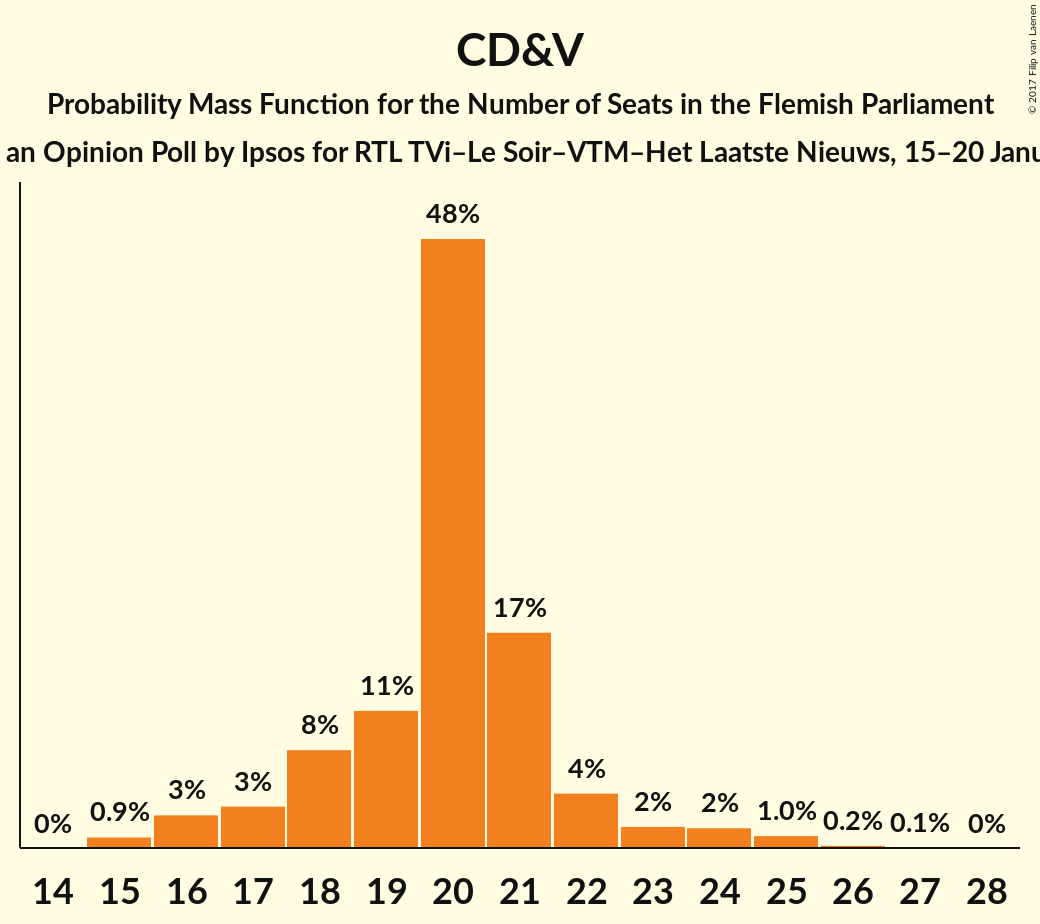 CD&V
Probability Mass Function for the Number of Seats in the Flemish Parliament
an Opinion Poll by Ipsos for RTL TVi–Le Soir–VTM–Het Laatste Nieuws, 15–20 Janu
© 2017 Filip van Laenen
0% 0.9% 3% 3% 8% 11% 48% 17% 4% 2% 2% 1.0% 0.2% 0.1% 0%
14 15 16 17 18 19 20 21 22 23 24 25 26 27 28